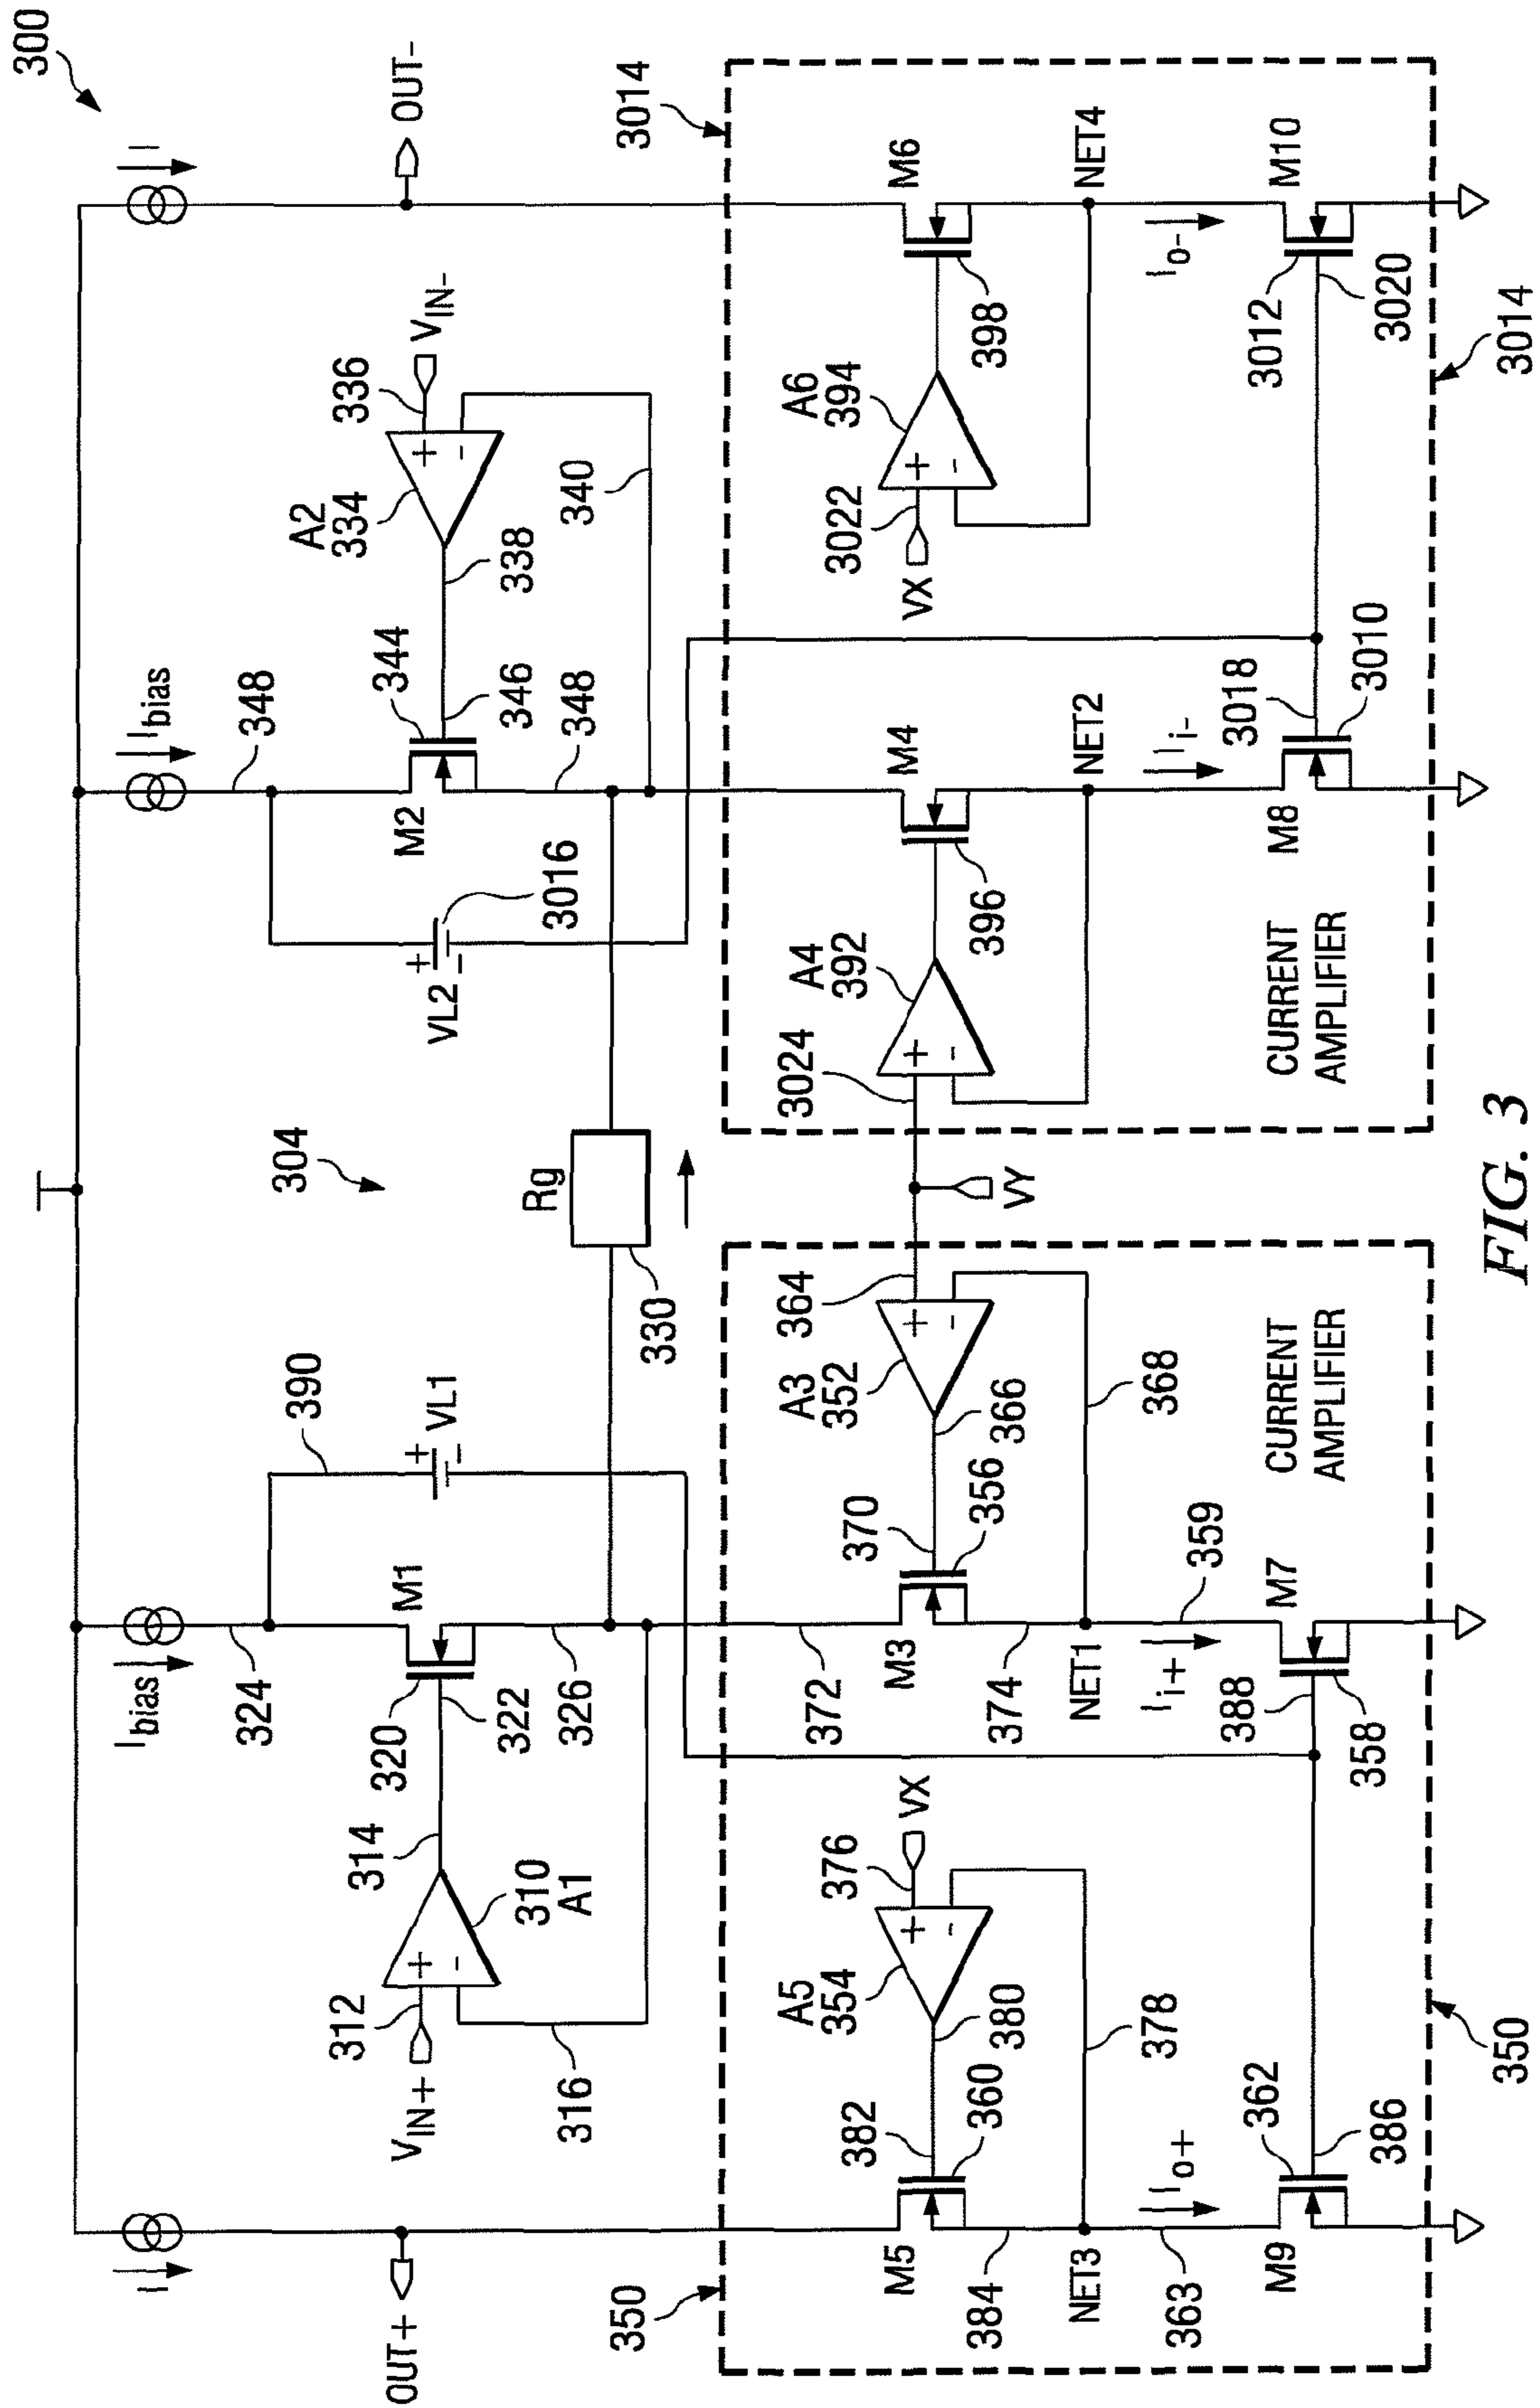 300
OUT+
OUT-
I
I
Ibias
Ibias
324
348
390
304
VIN+
312
314
310
A1
316
320
322
M1
326
VL1
+
-
+
-
Rg
330
VL2
+
-
3016
M2
344
346
348
338
A2
334
+
-
336
VIN-
340
350
3014
M5
382
360
380
A5
354
+
-
376
VX
384
NET3
378
363
Io+
M9
362
386
M3
370
356
366
A3
352
+
-
364
372
374
NET1
368
359
Ii+
M7
388
358
CURRENT
AMPLIFIER
350
VY
3024
A4
392
+
-
396
M4
NET2
Ii-
M8
3018
3010
CURRENT
AMPLIFIER
VX
3022
A6
394
+
-
398
M6
NET4
Io-
M10
3012
3020
3014
FIG. 3